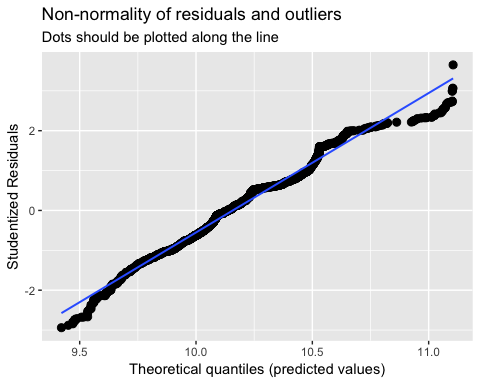 Non-normality of residuals and outliers
Dots should be plotted along the line
Studentized Residuals
2
0
-2
9.5
10.0
10.5
11.0
Theoretical quantiles (predicted values)